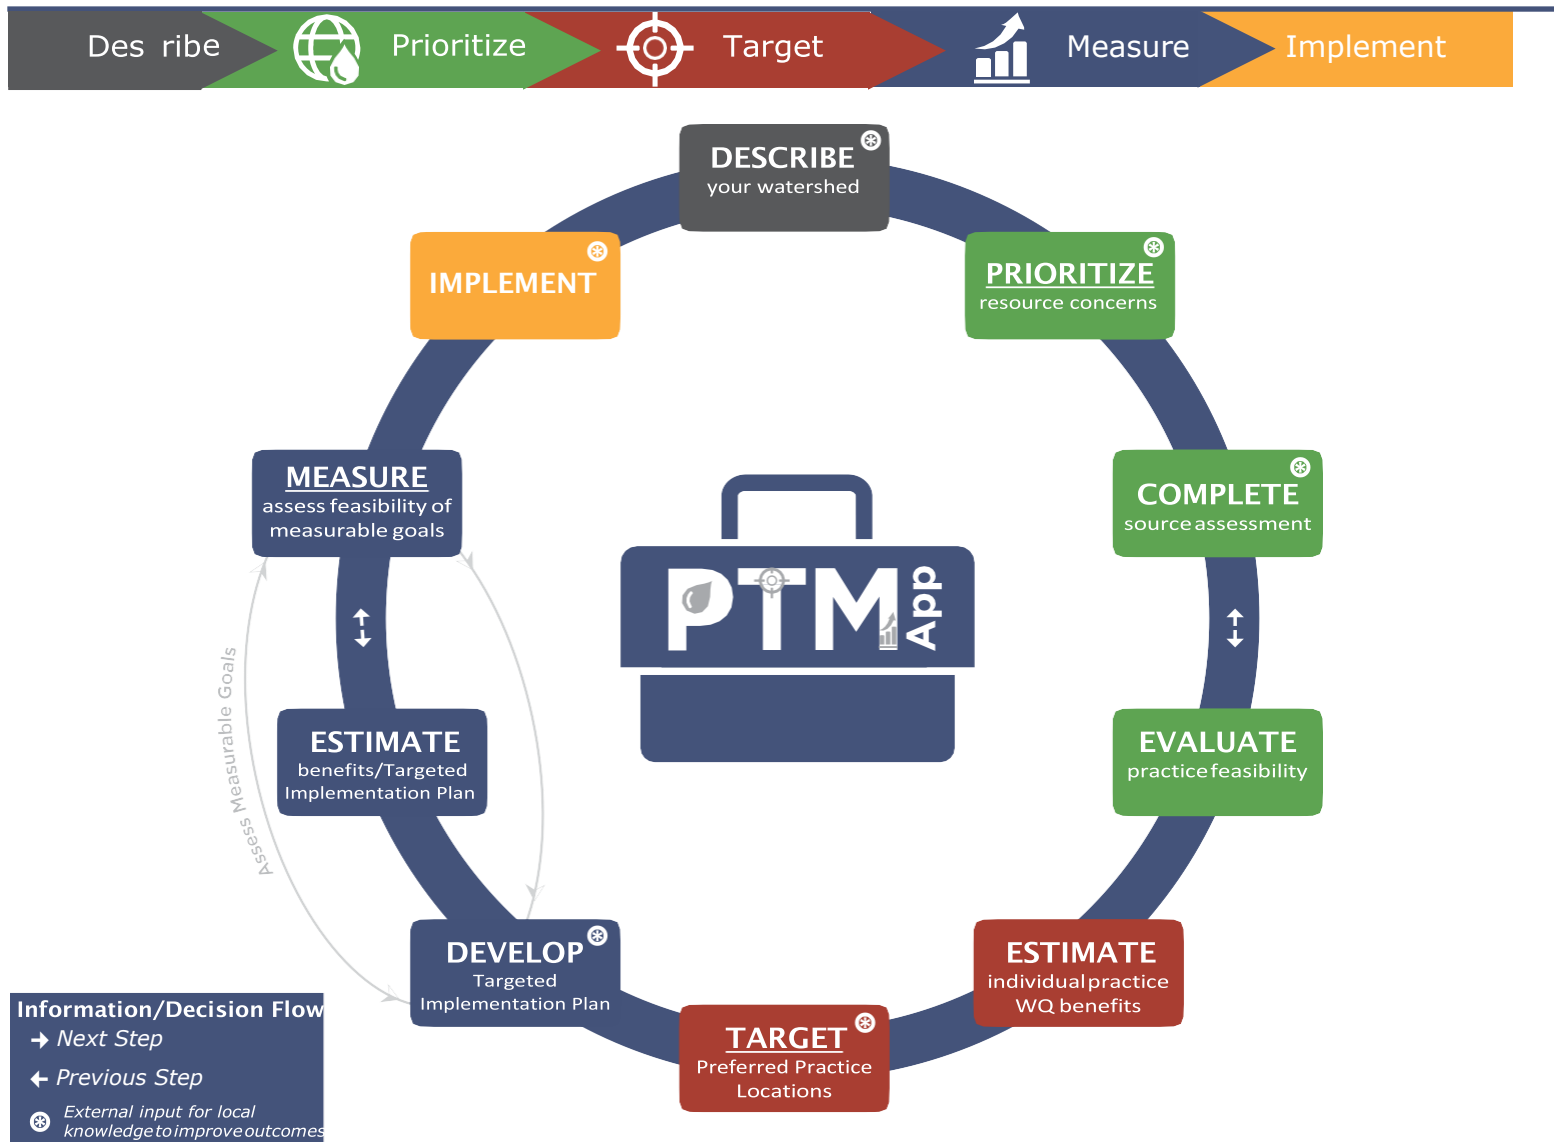 Des ribe
Prioritize
Target
Measure
Implement
DESCRIBE
your watershed
PRIORITIZE
resource concerns
COMPLETE
source assessment
EVALUATE
practice feasibility
ESTIMATE
individual practice
WQ benefits
TARGET
Preferred Practice
Locations
DEVELOP
Targeted
Implementation Plan
ESTIMATE
benefits/Targeted
Implementation Plan
MEASURE
assess feasibility of
measurable goals
IMPLEMENT
Assess Measurable Goals
PTM
App
Information/Decision Flow
Next Step
Previous Step
External input for local
knowledge to improve outcomes